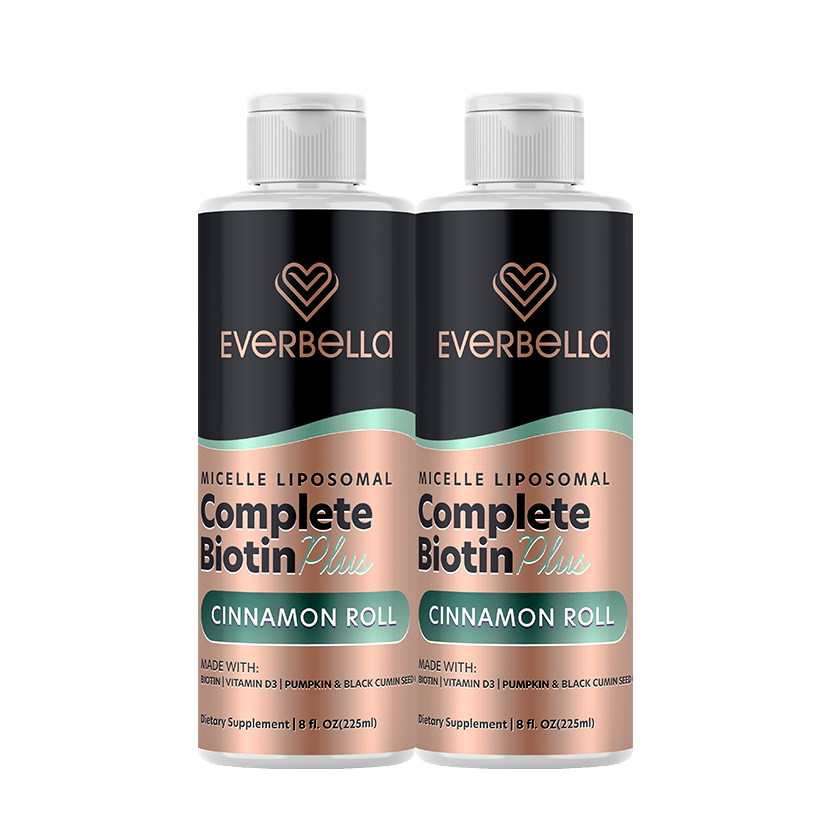 EVERBELLA
MICELLE LIPOSOMAL
Complete
Biotin Plus
CINNAMON ROLL
MADE WITH:
BIOTIN | VITAMIN D3 | PUMPKIN & BLACK CUMIN SEED
Dietary Supplement | 8 fl. OZ(225ml)
EVERBELLA
MICELLE LIPOSOMAL
Complete
Biotin Plus
CINNAMON ROLL
MADE WITH:
BIOTIN | VITAMIN D3 | PUMPKIN & BLACK CUMIN SEED
Dietary Supplement | 8 fl. OZ(225ml)